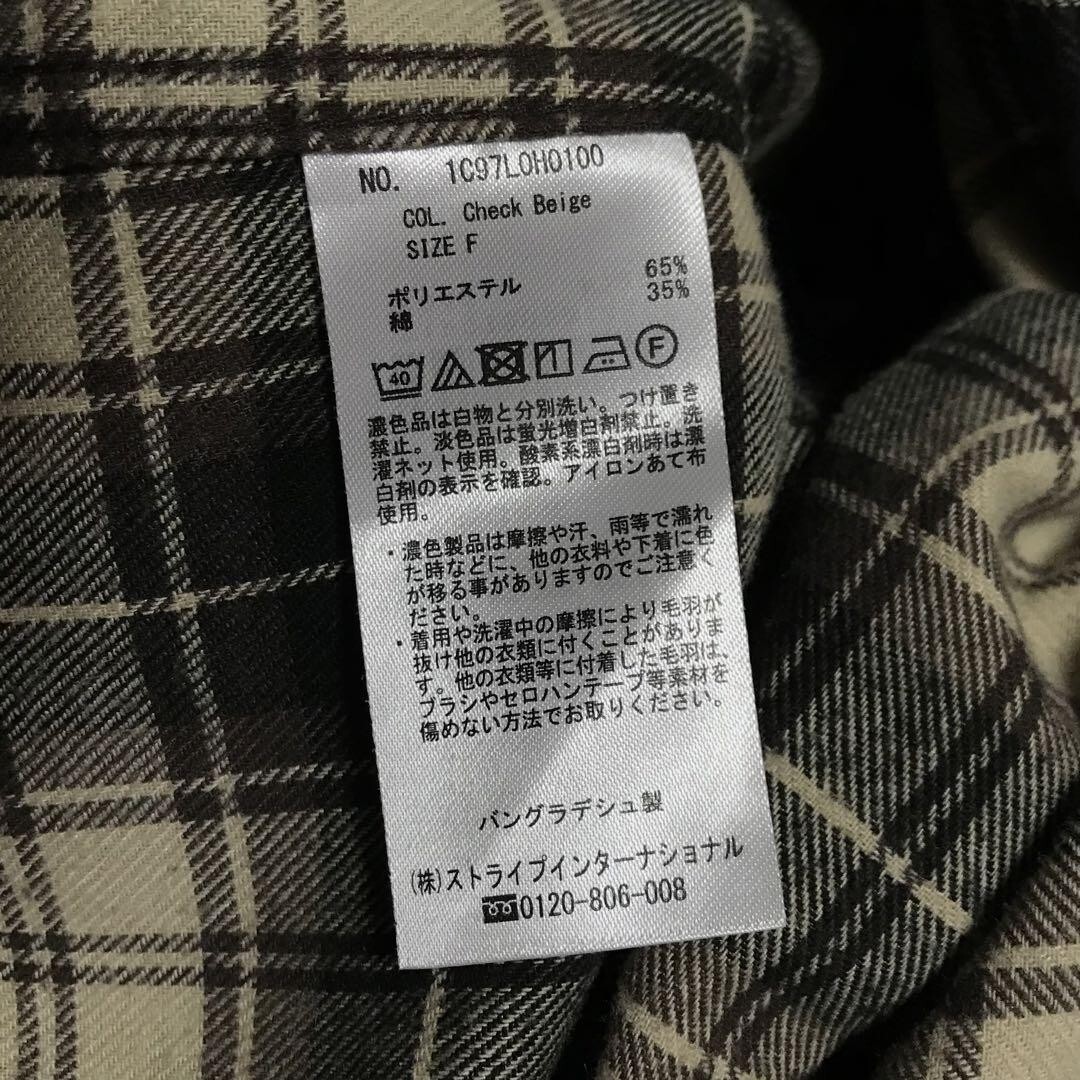 NO. 1C97L0H0100
COL. Check Beige
SIZE F
ポリエステル 65%
綿 35%
40 F
濃色品は白物と分別洗い。つけ置き
禁止。淡色品は蛍光増白剤禁止。洗
濯ネット使用。酸素系漂白剤時は漂
白剤の表示を確認。アイロンあて布
使用。
・濃色製品は摩擦や汗、雨等で濡れ
た時などに、他の衣料や下着に色
が移る事がありますのでご注意く
ださい。
・着用や洗濯中の摩擦により毛羽が
抜け他の衣類に付くことがありま
す。他の衣類等に付着した毛羽は、
ブラシやセロハンテープ等素材を
傷めない方法でお取りください。
バングラデシュ製
(株)ストライプインターナショナル
0120-806-008